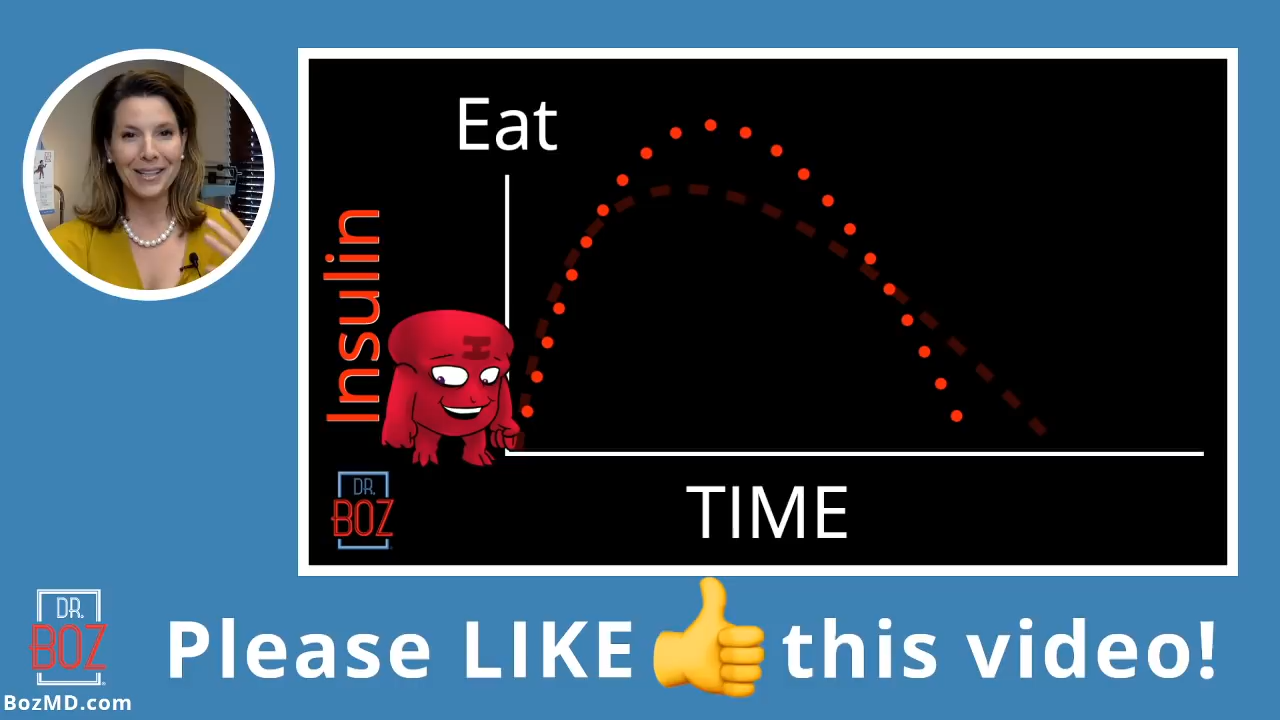 Eat
Insulin
H
DR.
BOZ
TIME
DR.
BOZ
BozMD.com
Please LIKE 👍 this video!